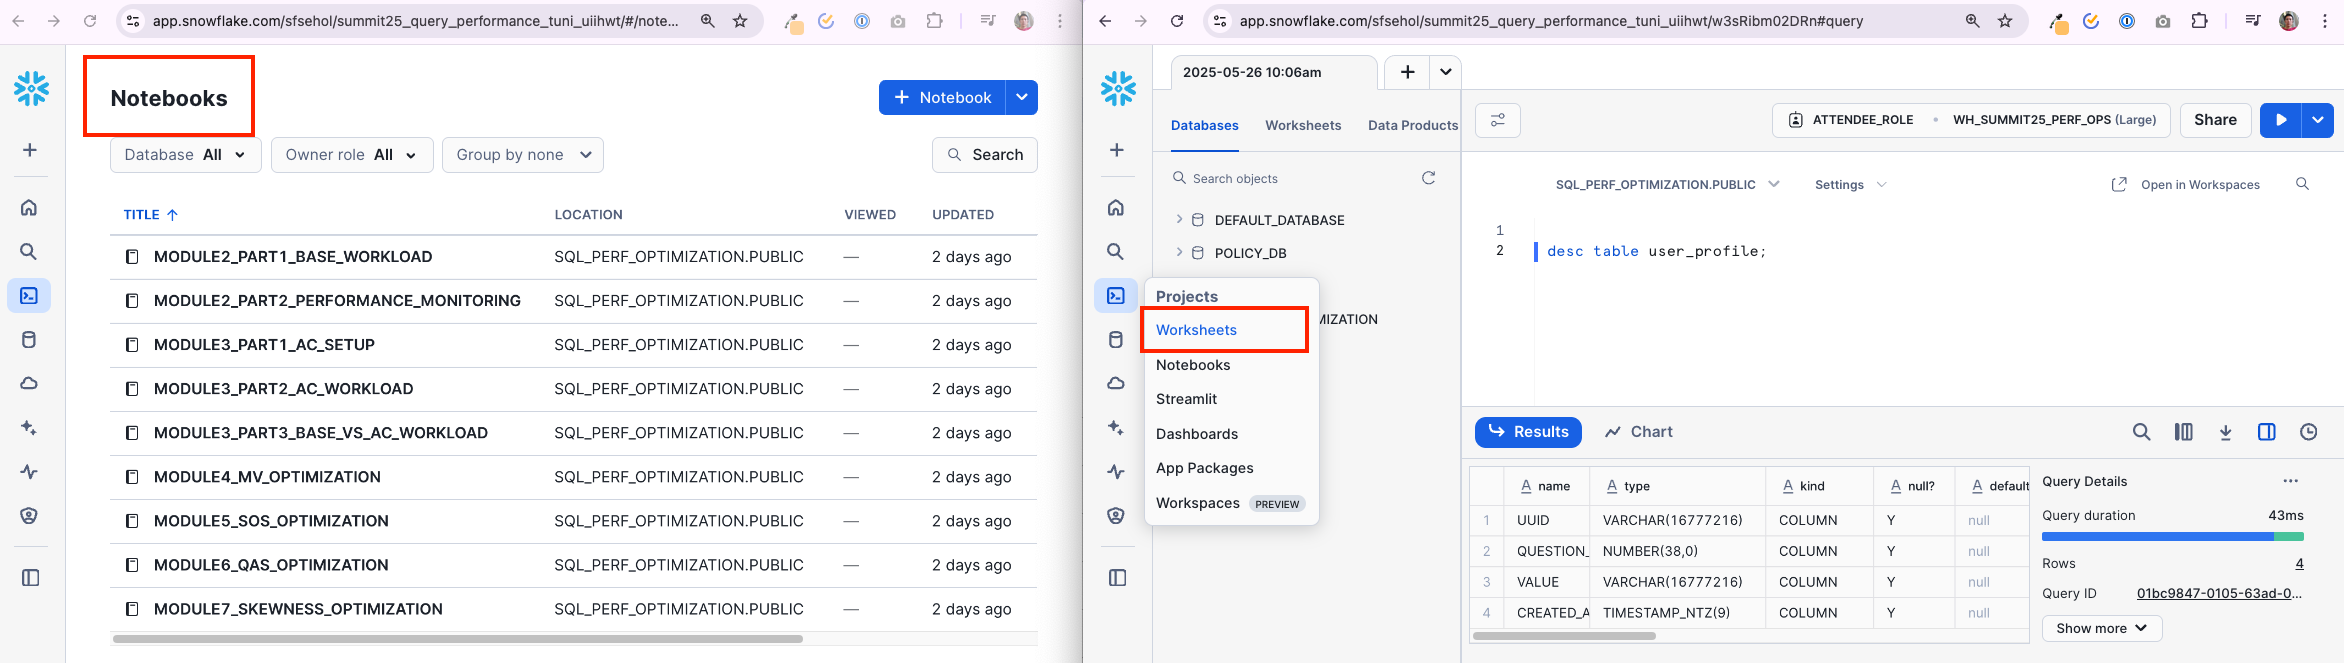 app.snowflake.com/sfsehol/summit25_query_performance_tuni_uiihwt/#/note...
Notebooks
+ Notebook
Database All
Owner role All
Group by none
Search
TITLE ↑ LOCATION VIEWED UPDATED
MODULE2_PART1_BASE_WORKLOAD SQL_PERF_OPTIMIZATION.PUBLIC — 2 days ago
MODULE2_PART2_PERFORMANCE_MONITORING SQL_PERF_OPTIMIZATION.PUBLIC — 2 days ago
MODULE3_PART1_AC_SETUP SQL_PERF_OPTIMIZATION.PUBLIC — 2 days ago
MODULE3_PART2_AC_WORKLOAD SQL_PERF_OPTIMIZATION.PUBLIC — 2 days ago
MODULE3_PART3_BASE_VS_AC_WORKLOAD SQL_PERF_OPTIMIZATION.PUBLIC — 2 days ago
MODULE4_MV_OPTIMIZATION SQL_PERF_OPTIMIZATION.PUBLIC — 2 days ago
MODULE5_SOS_OPTIMIZATION SQL_PERF_OPTIMIZATION.PUBLIC — 2 days ago
MODULE6_QAS_OPTIMIZATION SQL_PERF_OPTIMIZATION.PUBLIC — 2 days ago
MODULE7_SKEWNESS_OPTIMIZATION SQL_PERF_OPTIMIZATION.PUBLIC — 2 days ago
app.snowflake.com/sfsehol/summit25_query_performance_tuni_uiihwt/w3sRibm02DRn#query
2025-05-26 10:06am
Databases Worksheets Data Products
Search objects
DEFAULT_DATABASE
POLICY_DB
MIZATION
Projects
Worksheets
Notebooks
Streamlit
Dashboards
App Packages
Workspaces PREVIEW
ATTENDEE_ROLE • WH_SUMMIT25_PERF_OPS (Large)
Share
SQL_PERF_OPTIMIZATION.PUBLIC Settings
Open in Workspaces
1
2 desc table user_profile;
Results Chart
A name A type A kind A null? A default
1 UUID VARCHAR(16777216) COLUMN Y null
2 QUESTION_ NUMBER(38,0) COLUMN Y null
3 VALUE VARCHAR(16777216) COLUMN Y null
4 CREATED_A TIMESTAMP_NTZ(9) COLUMN Y null
Query Details ...
Query duration 43ms
Rows 4
Query ID 01bc9847-0105-63ad-0...
Show more